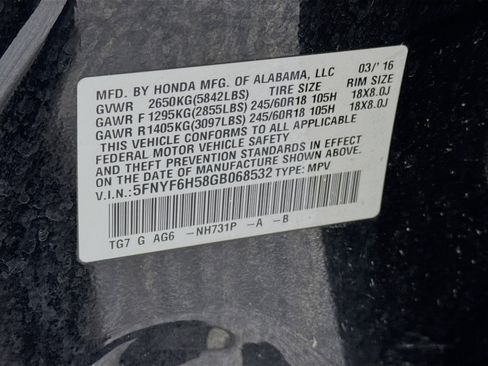 MFD. BY HONDA MFG. OF ALABAMA, LLC 03/'16
GVWR 2650KG(5842LBS) TIRE SIZE RIM SIZE
GAWR F 1295KG(2855LBS) 245/60R18 105H 18X8.0J
GAWR R1405KG(3097LBS) 245/60R18 105H 18X8.0J
THIS VEHICLE CONFORMS TO ALL APPLICABLE
FEDERAL MOTOR VEHICLE SAFETY
AND THEFT PREVENTION STANDARDS IN EFFECT
ON THE DATE OF MANUFACTURE SHOWN ABOVE.
V.I.N.:5FNYF6H58GB068532 TYPE: MPV
TG7 G AG6 -NH731P -A -B